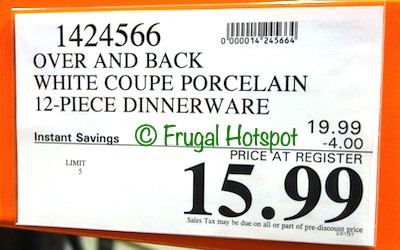 1424566
0000014245664
OVER AND BACK
WHITE COUPE PORCELAIN
12-PIECE DINNERWARE
19.99
Instant Savings
-4.00
© Frugal Hotspot
PRICE AT REGISTER
LIMIT
5
15.99
Sales Tax may be due on all or part of pre-discount price